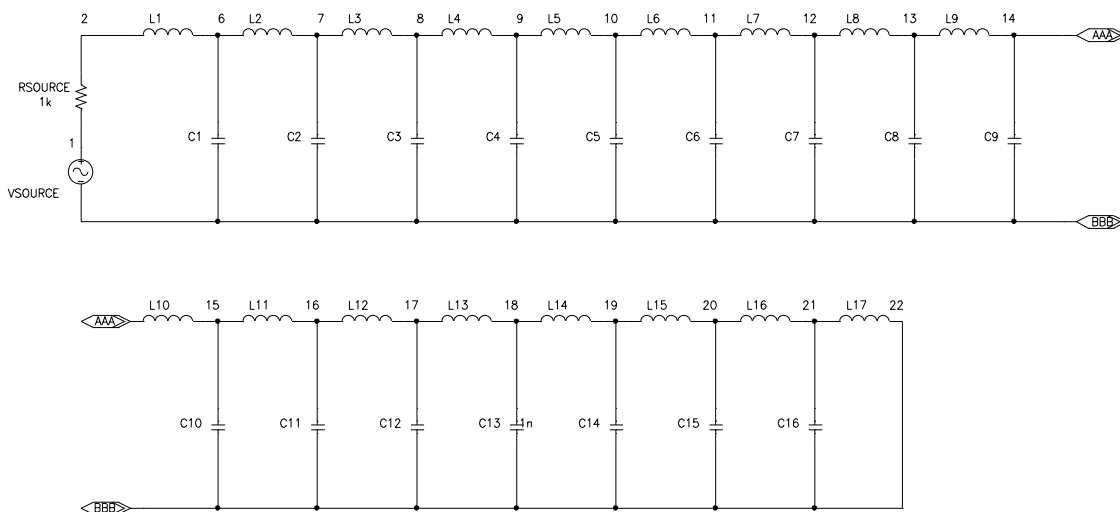 2 L1 6 L2 7 L3 8 L4 9 L5 10 L6 11 L7 12 L8 13 L9 14
AAA
RSOURCE
1k
1
C1 C2 C3 C4 C5 C6 C7 C8 C9
VSOURCE
BBB
L10 15 L11 16 L12 17 L13 18 L14 19 L15 20 L16 21 L17 22
AAA
C10 C11 C12 C13 1n C14 C15 C16
BBB